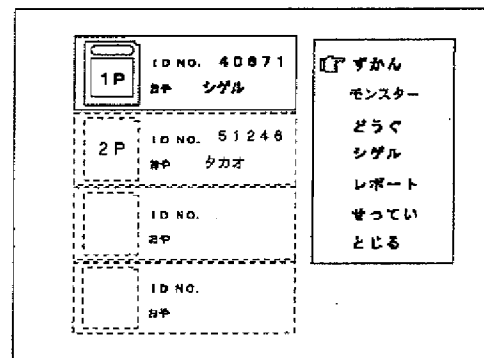 1P
ID NO. 40871
おや シゲル
2P
ID NO. 51246
おや タカオ
ID NO.
おや
ID NO.
おや
ずかん
モンスター
どうぐ
シゲル
レポート
せってい
とじる